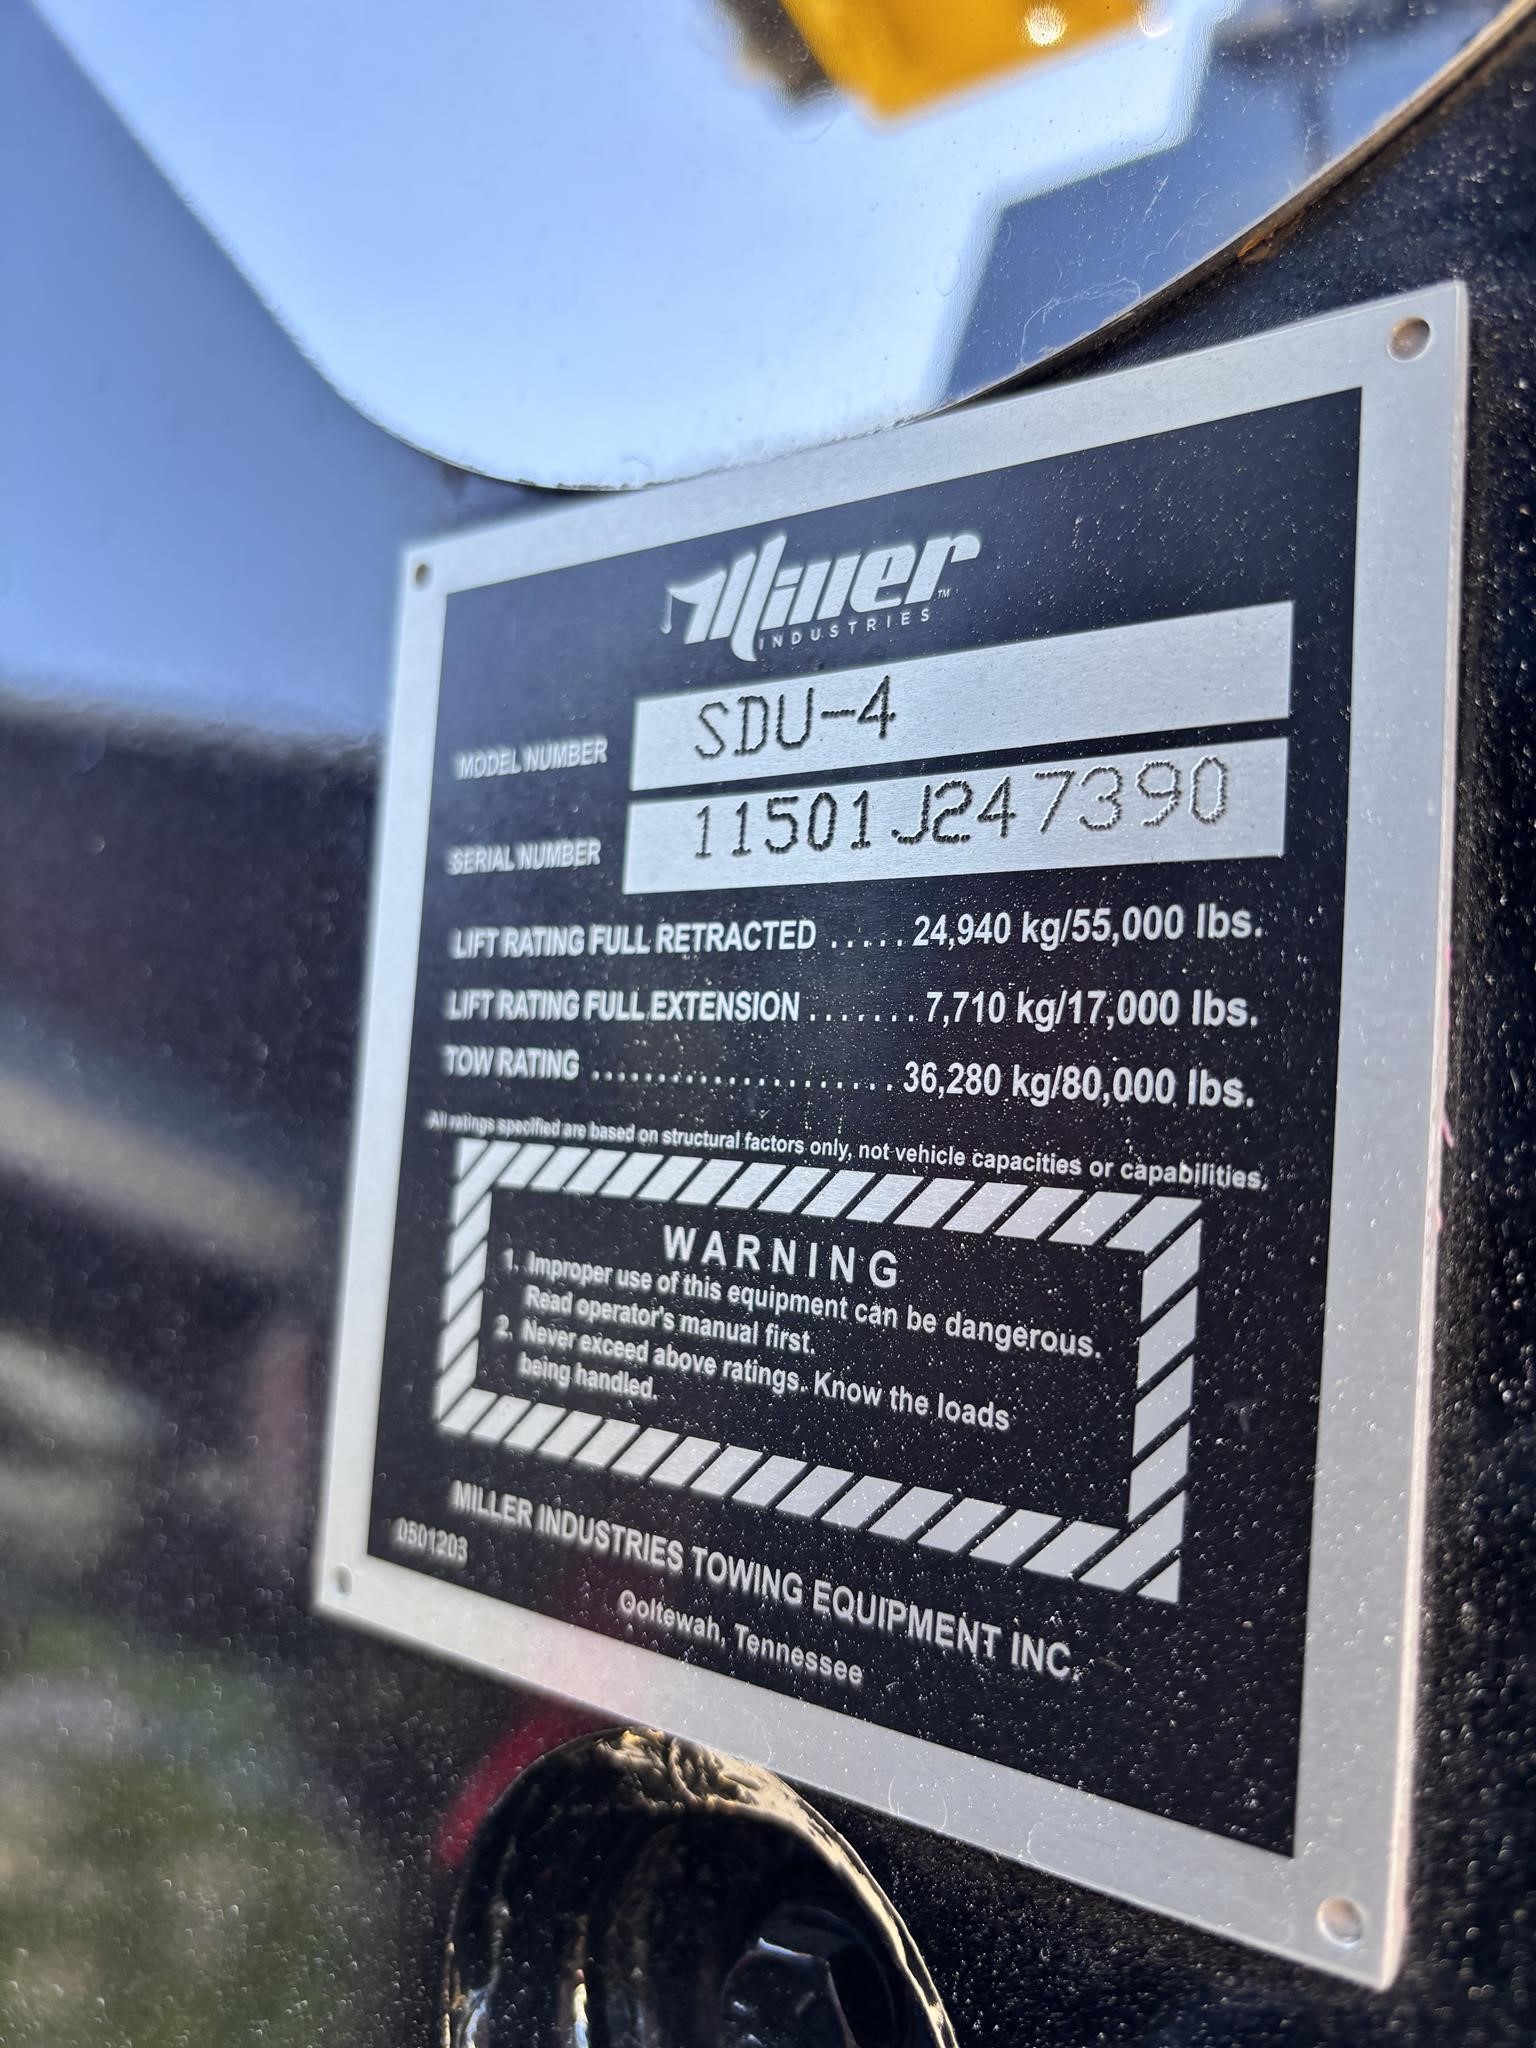 Miller™
INDUSTRIES
MODEL NUMBER SDU-4
SERIAL NUMBER 11501J247390
LIFT RATING FULL RETRACTED ..... 24,940 kg/55,000 lbs.
LIFT RATING FULL EXTENSION ....... 7,710 kg/17,000 lbs.
TOW RATING ....................... 36,280 kg/80,000 lbs.
All ratings specified are based on structural factors only, not vehicle capacities or capabilities.
WARNING
1. Improper use of this equipment can be dangerous.
Read operator's manual first.
2. Never exceed above ratings. Know the loads
being handled.
MILLER INDUSTRIES TOWING EQUIPMENT INC.
0501203
Ooltewah, Tennessee